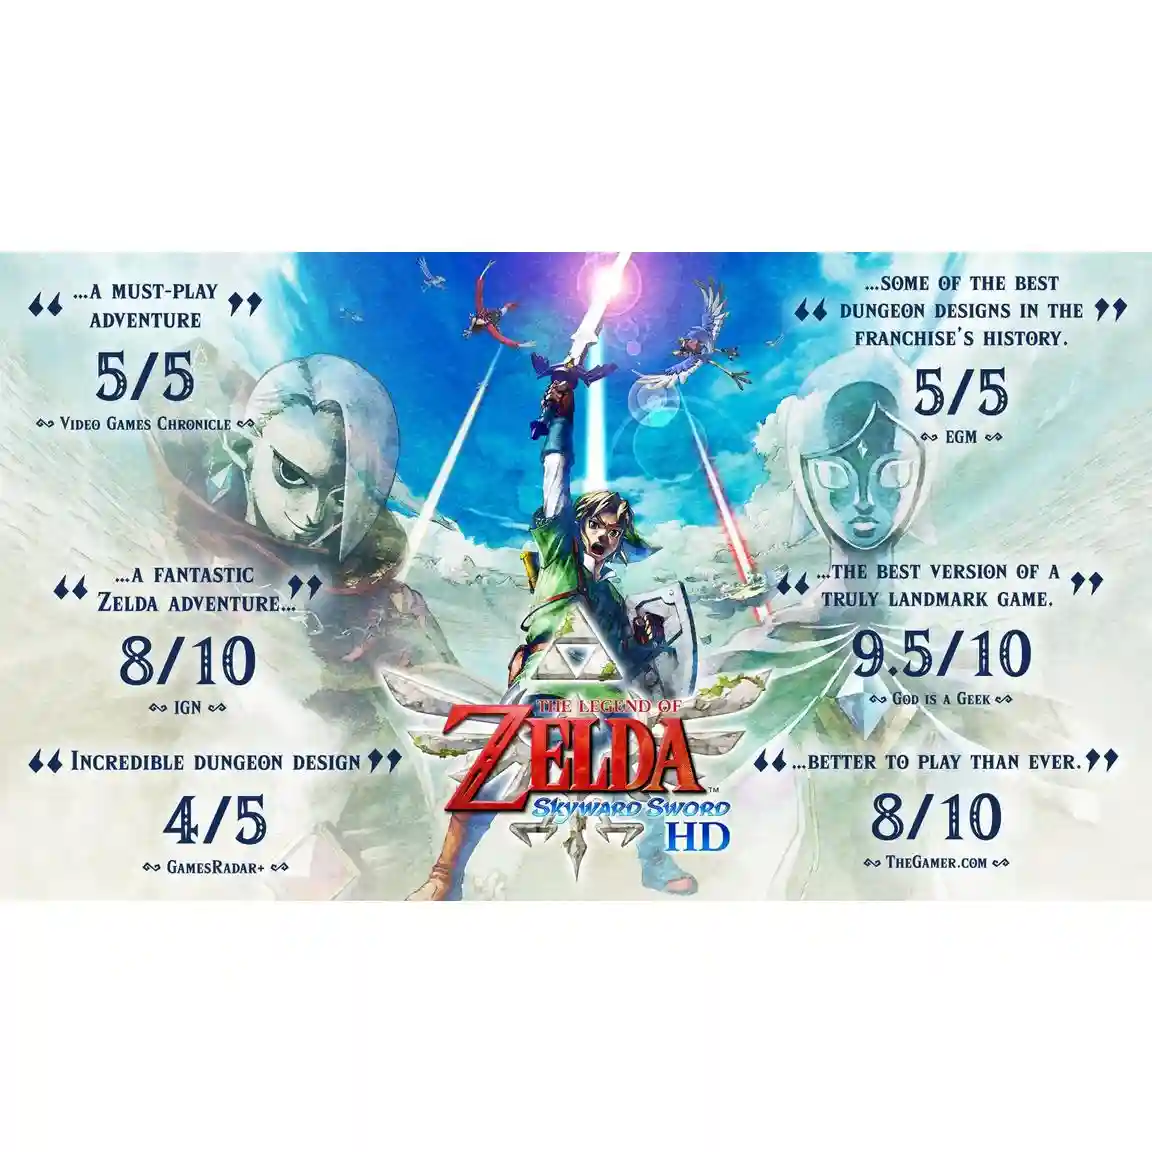 “...A MUST-PLAY
ADVENTURE”
5/5
VIDEO GAMES CHRONICLE
“...A FANTASTIC
ZELDA ADVENTURE...”
8/10
IGN
“INCREDIBLE DUNGEON DESIGN”
4/5
GAMESRADAR+
THE LEGEND OF
ZELDA™
SKYWARD SWORD
HD
“...SOME OF THE BEST
DUNGEON DESIGNS IN THE
FRANCHISE'S HISTORY.”
5/5
EGM
“...THE BEST VERSION OF A
TRULY LANDMARK GAME.”
9.5/10
GOD IS A GEEK
“...BETTER TO PLAY THAN EVER.”
8/10
THEGAMER.COM